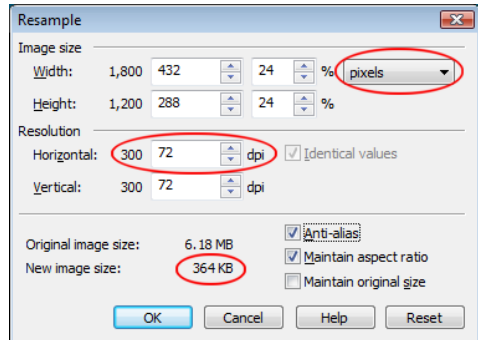 Resample
Image size
Width: 1,800 432 24 % pixels
Height: 1,200 288 24 %
Resolution
Horizontal: 300 72 dpi Identical values
Vertical: 300 72 dpi
Anti-alias
Original image size: 6.18 MB
Maintain aspect ratio
New image size: 364 KB
Maintain original size
OK Cancel Help Reset